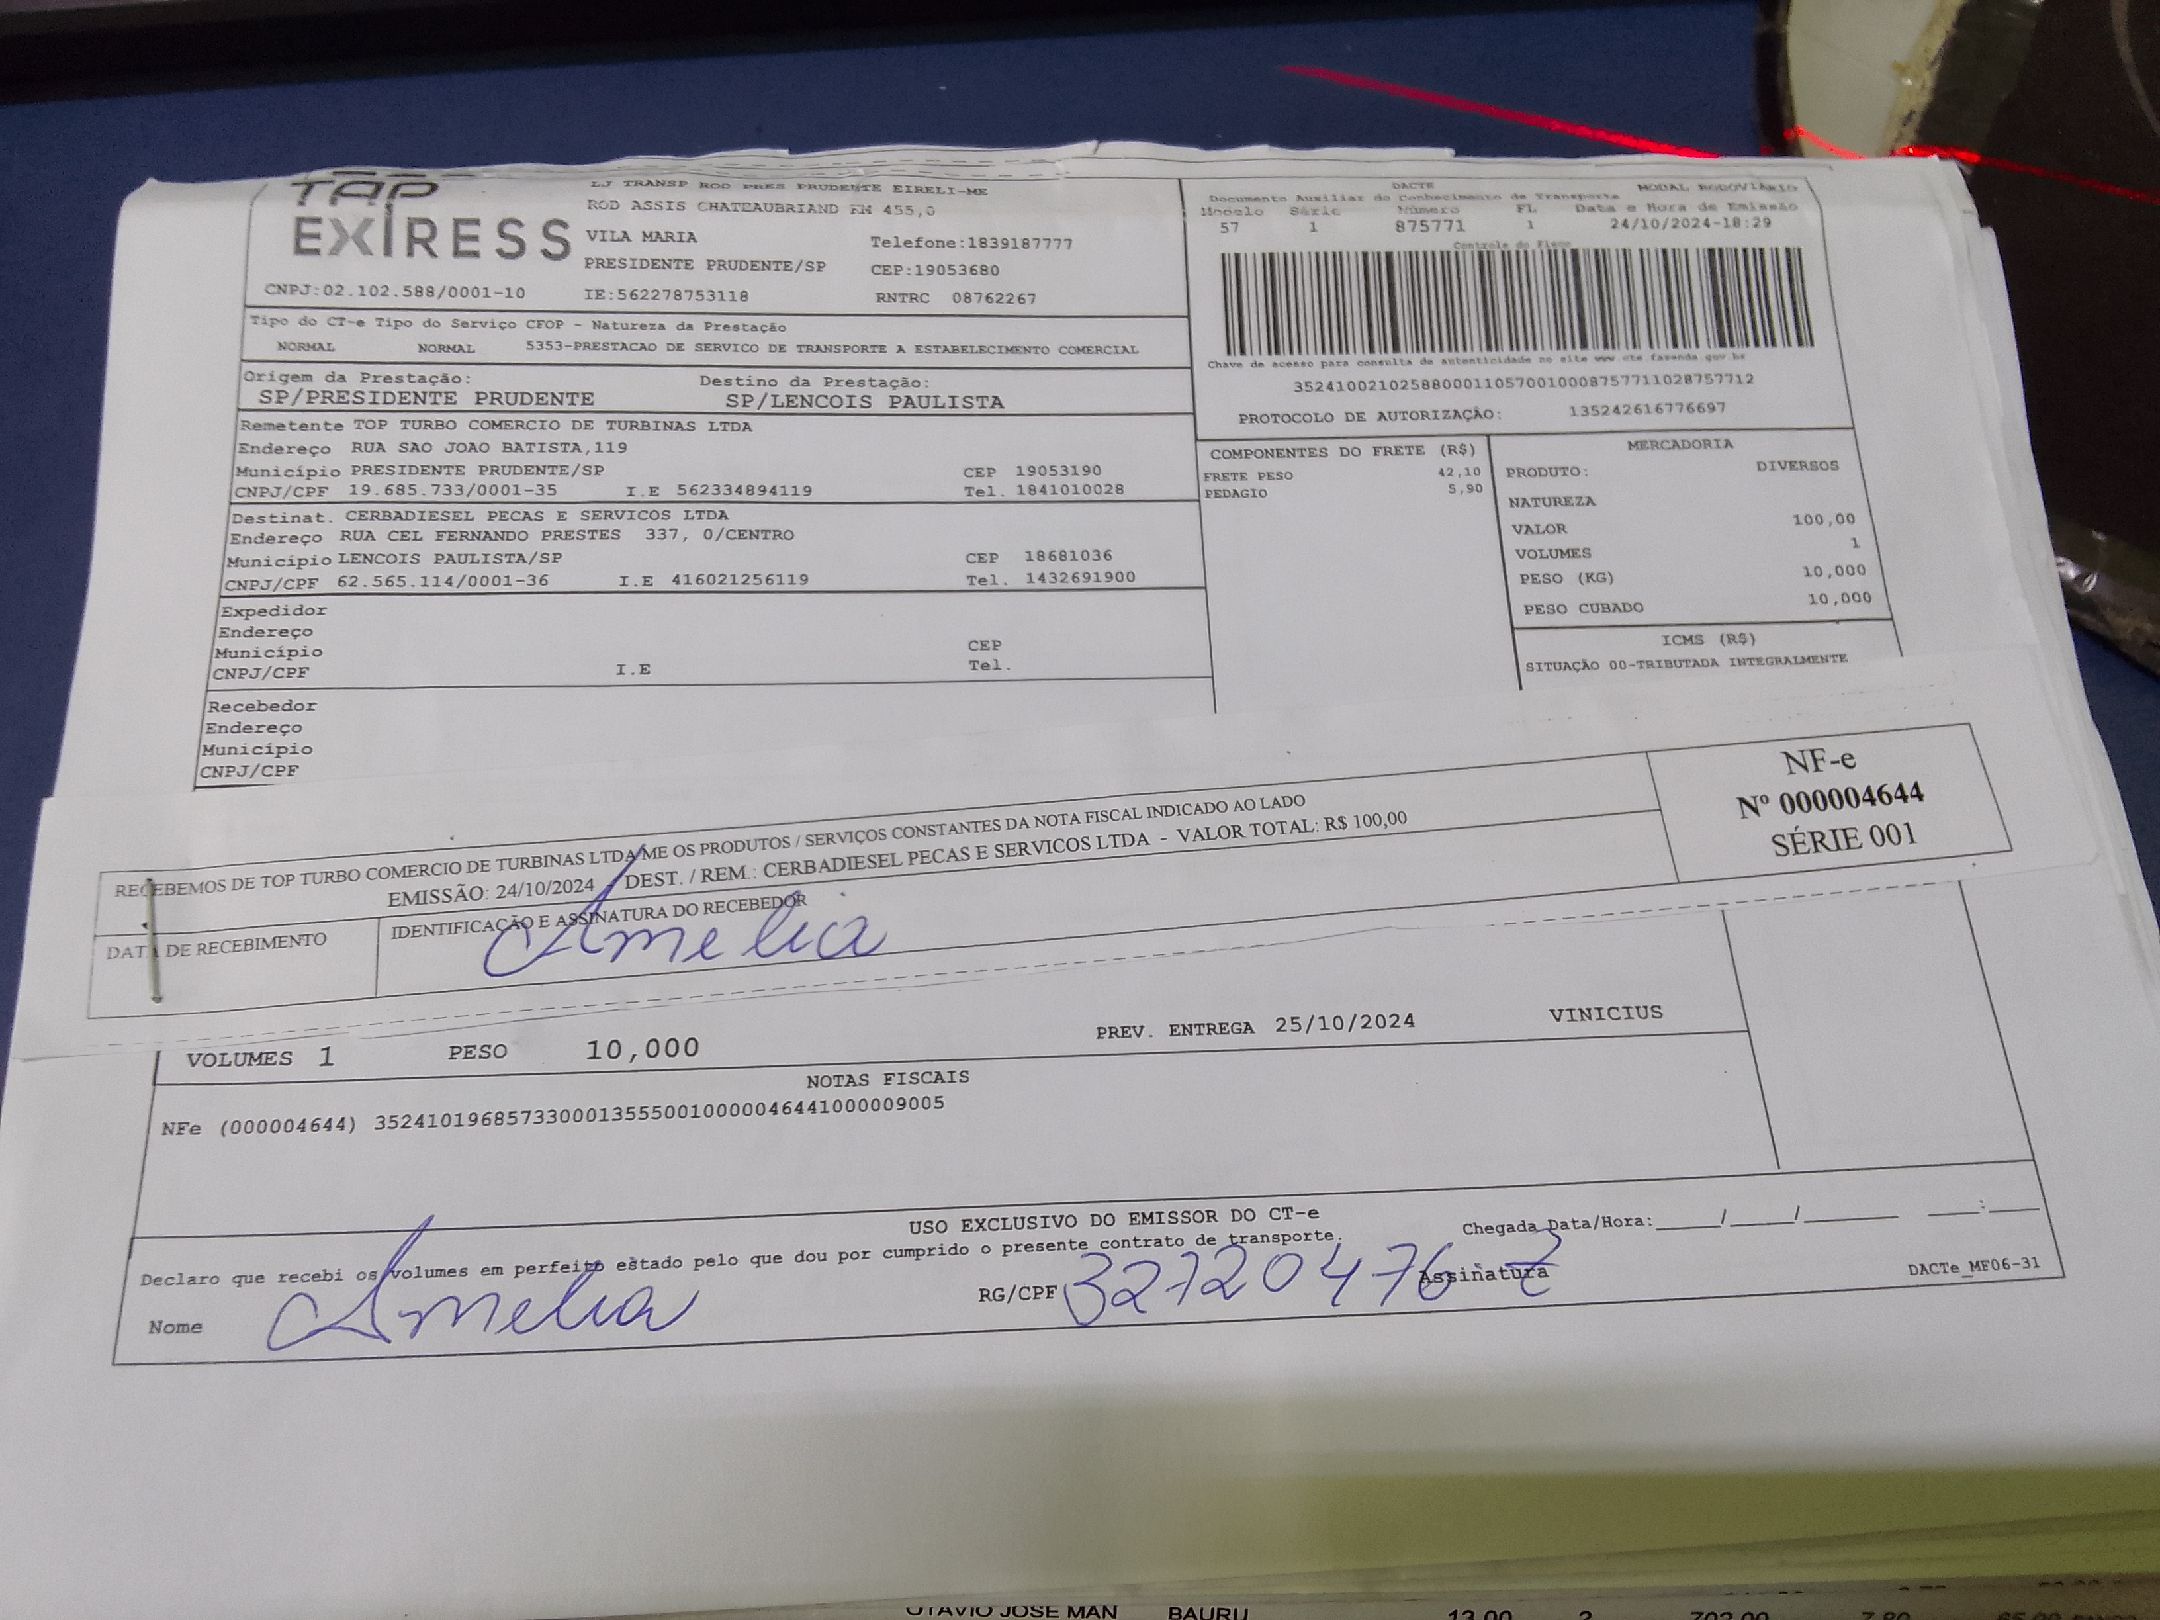 TAP
EXPRESS
LJ TRANSP ROD PRES PRUDENTE EIRELI-ME
ROD ASSIS CHATEAUBRIAND KM 455,0
VILA MARIA Telefone:1839187777
PRESIDENTE PRUDENTE/SP CEP:19053680
CNPJ:02.102.588/0001-10 IE:562278753118 RNTRC 08762267
DACTE MODAL RODOVIÁRIO
Documento Auxiliar do Conhecimento de Transporte
Modelo Série Número FL Data e Hora de Emissão
57 1 875771 1 24/10/2024-18:29
Controle do Fisco
Chave de acesso para consulta de autenticidade no site www.cte.fazenda.gov.br
35241002102588000110570010008757711028757712
PROTOCOLO DE AUTORIZAÇÃO: 135242616776697
Tipo do CT-e Tipo do Serviço CFOP - Natureza da Prestação
NORMAL NORMAL 5353-PRESTACAO DE SERVICO DE TRANSPORTE A ESTABELECIMENTO COMERCIAL
Origem da Prestação: Destino da Prestação:
SP/PRESIDENTE PRUDENTE SP/LENCOIS PAULISTA
Remetente TOP TURBO COMERCIO DE TURBINAS LTDA
Endereço RUA SAO JOAO BATISTA,119
Município PRESIDENTE PRUDENTE/SP CEP 19053190
CNPJ/CPF 19.685.733/0001-35 I.E 562334894119 Tel. 1841010028
Destinat. CERBADIESEL PECAS E SERVICOS LTDA
Endereço RUA CEL FERNANDO PRESTES 337, 0/CENTRO
Município LENCOIS PAULISTA/SP CEP 18681036
CNPJ/CPF 62.565.114/0001-36 I.E 416021256119 Tel. 1432691900
Expedidor
Endereço
Município CEP
CNPJ/CPF I.E Tel.
Recebedor
Endereço
Município
CNPJ/CPF
COMPONENTES DO FRETE (R$)
FRETE PESO 42,10
PEDAGIO 5,90
MERCADORIA
PRODUTO: DIVERSOS
NATUREZA
VALOR 100,00
VOLUMES 1
PESO (KG) 10,000
PESO CUBADO 10,000
ICMS (R$)
SITUAÇÃO 00-TRIBUTADA INTEGRALMENTE
RECEBEMOS DE TOP TURBO COMERCIO DE TURBINAS LTDA ME OS PRODUTOS / SERVIÇOS CONSTANTES DA NOTA FISCAL INDICADO AO LADO
EMISSÃO: 24/10/2024 DEST. / REM.: CERBADIESEL PECAS E SERVICOS LTDA - VALOR TOTAL: R$ 100,00
NF-e
Nº 000004644
SÉRIE 001
DATA DE RECEBIMENTO IDENTIFICAÇÃO E ASSINATURA DO RECEBEDOR
Amelia
VOLUMES 1 PESO 10,000 PREV. ENTREGA 25/10/2024 VINICIUS
NOTAS FISCAIS
NFe (000004644) 35241019685733000135550010000046441000009005
USO EXCLUSIVO DO EMISSOR DO CT-e
Declaro que recebi os volumes em perfeito estado pelo que dou por cumprido o presente contrato de transporte.
Chegada Data/Hora:_____/_____/________ ____:____
Nome Amelia RG/CPF 32720476 7 Assinatura
DACTe_MF06-31
OTAVIO JOSE MAN BAURU